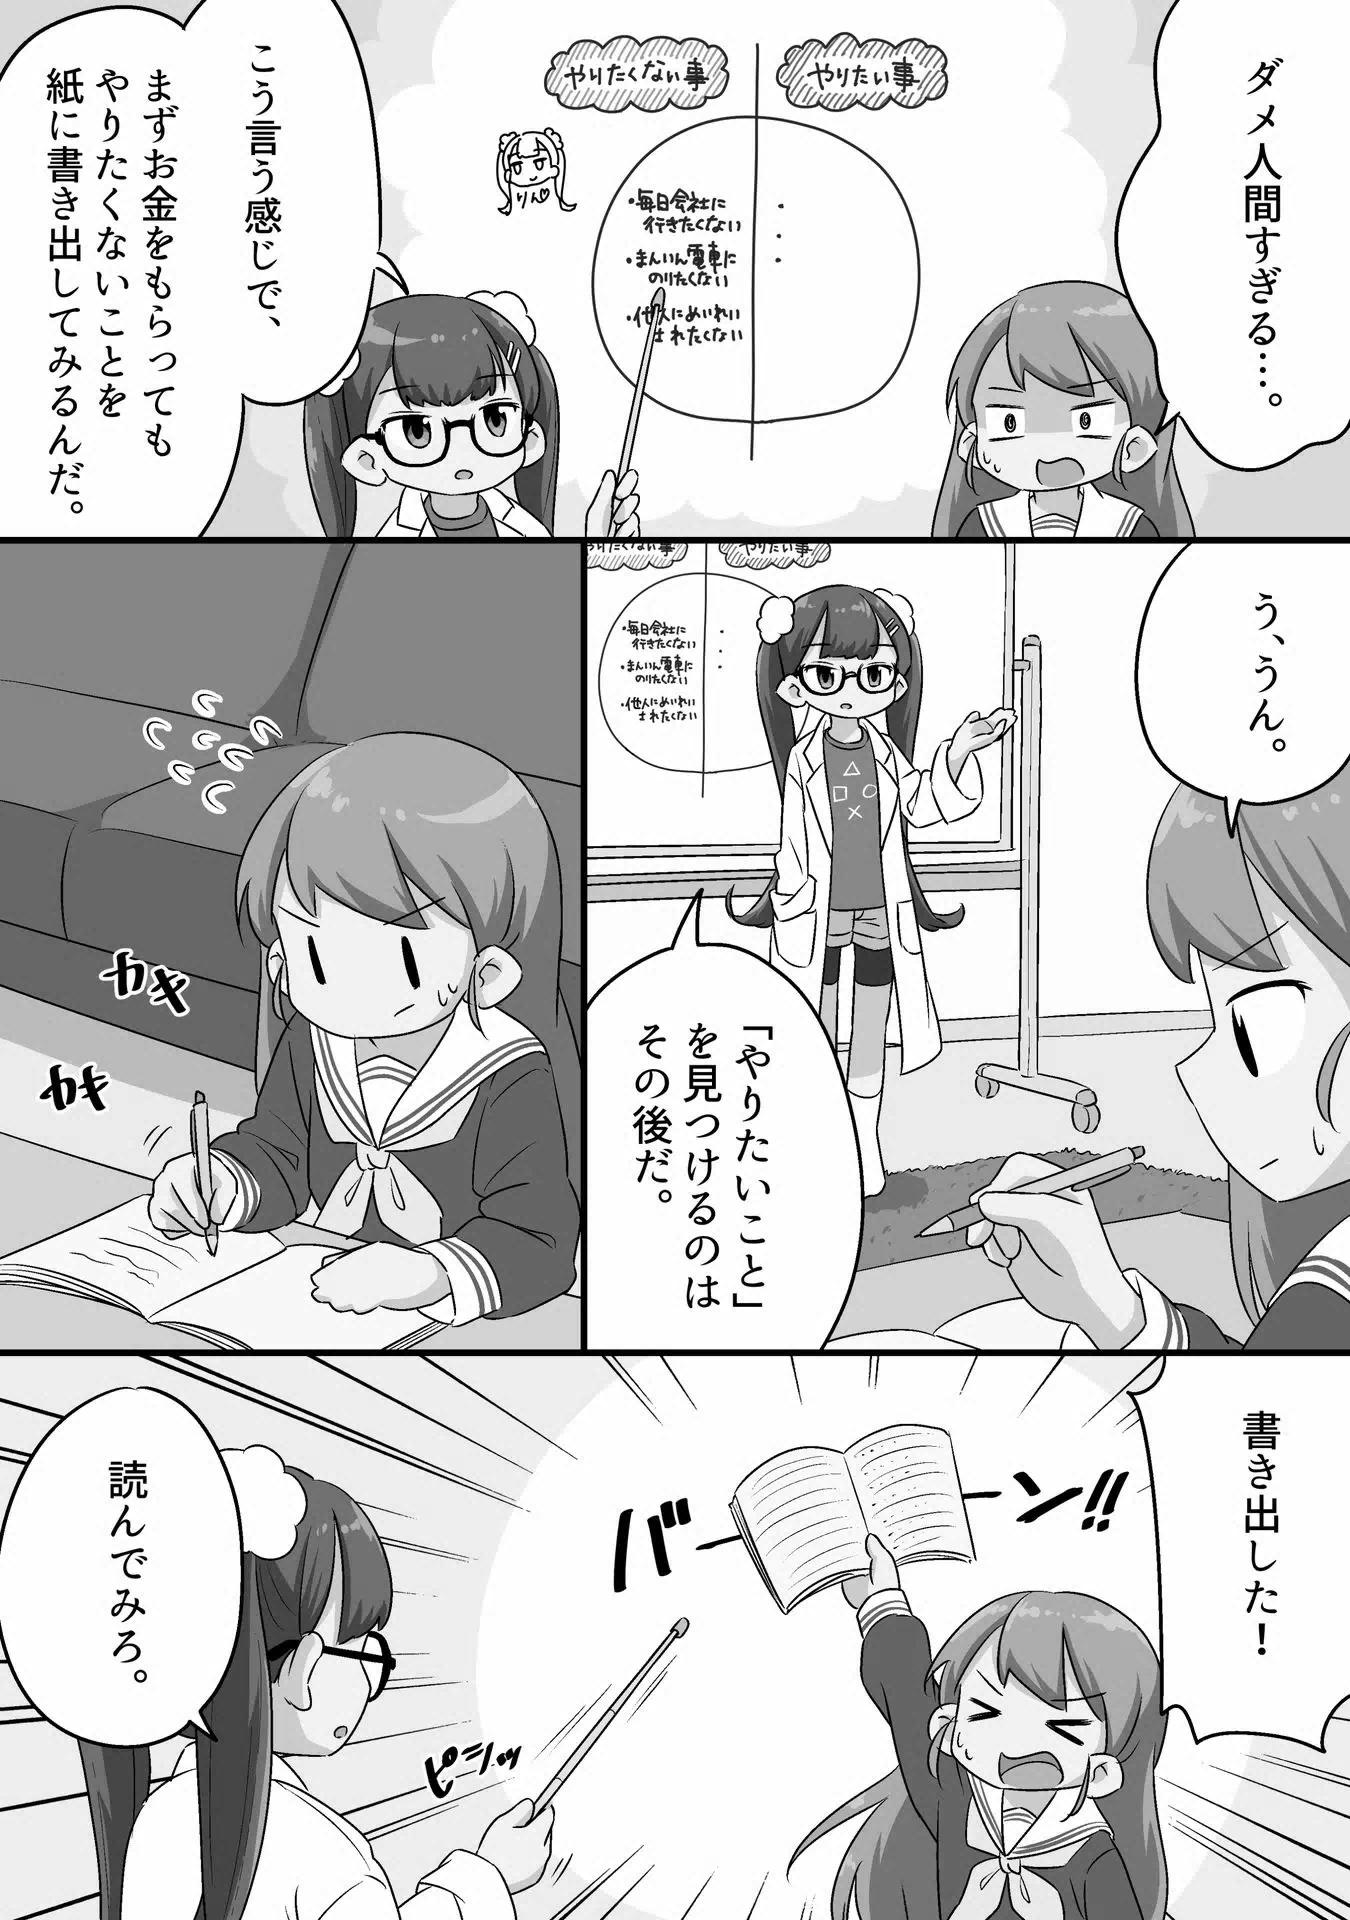 ダメ人間すぎる…。
やりたくない事
やりたい事
りん♡
・毎日会社に
行きたくない
・まんいん電車に
のりたくない
・他人にめいれい
されたくない
・
・
・
こう言う感じで、
まずお金をもらっても
やりたくないことを
紙に書き出してみるんだ。
う、うん。
やりたくない事
やりたい事
・毎日会社に
行きたくない
・まんいん電車に
のりたくない
・他人にめいれい
されたくない
・
・
・
「やりたいこと」
を見つけるのは
その後だ。
カキ
カキ
書き出した！
バーン!!
ピシッ
読んでみろ。